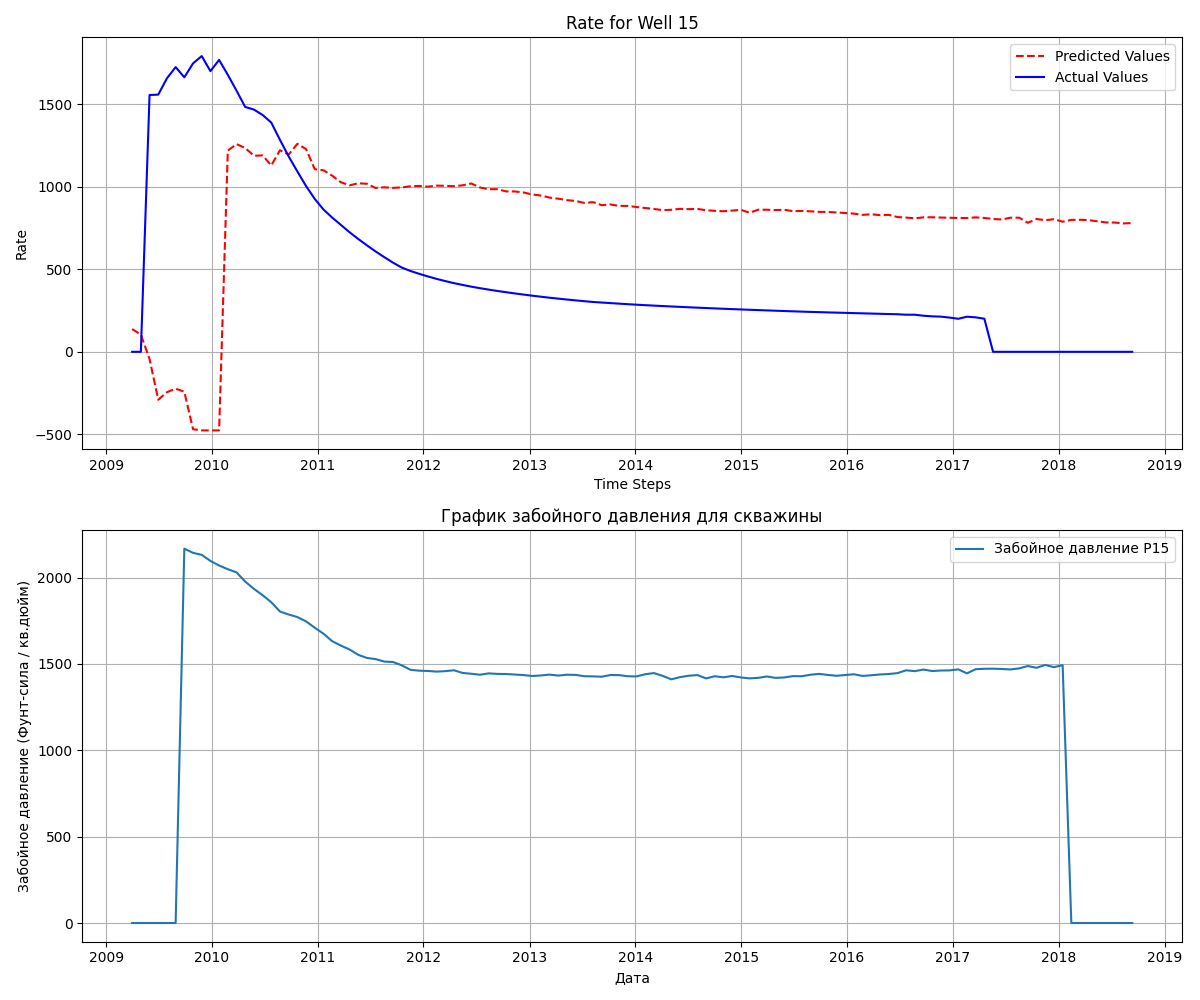 Rate for Well 15
Predicted Values
Actual Values
Rate
1500
1000
500
0
−500
2009 2010 2011 2012 2013 2014 2015 2016 2017 2018 2019
Time Steps
График забойного давления для скважины
Забойное давление P15
Забойное давление (Фунт-сила / кв.дюйм)
2000
1500
1000
500
0
2009 2010 2011 2012 2013 2014 2015 2016 2017 2018 2019
Дата